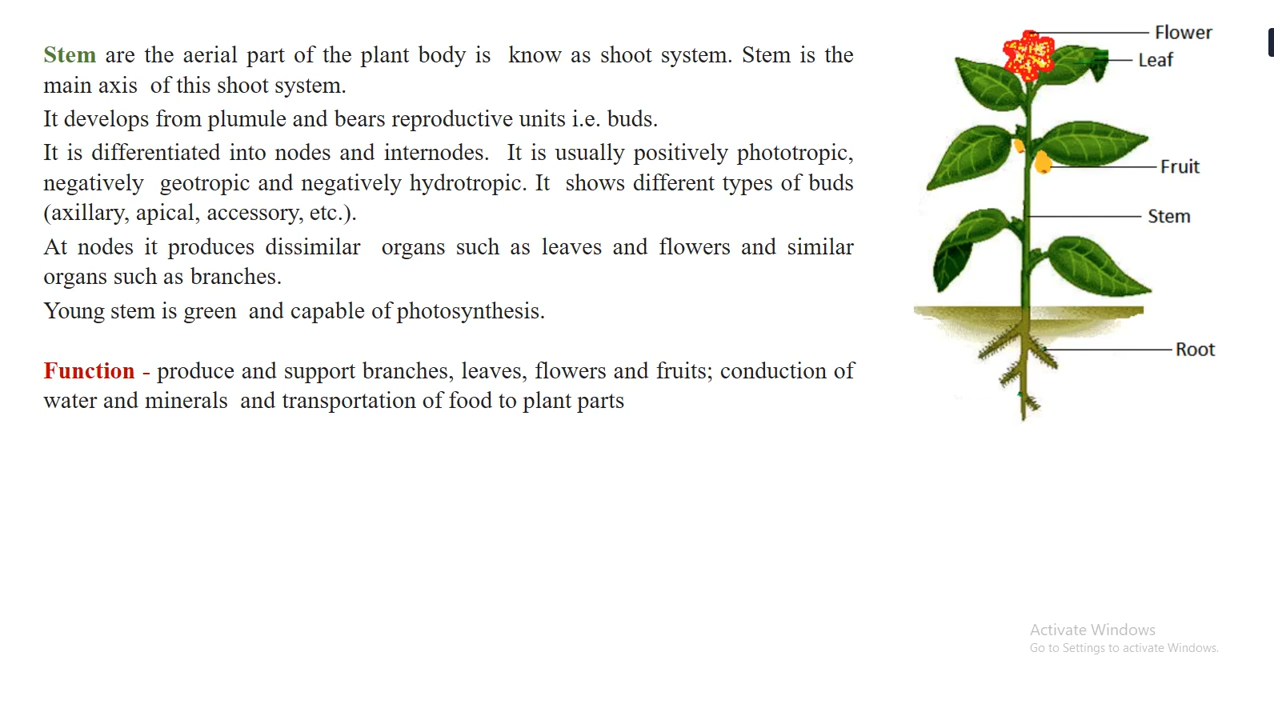 Stem are the aerial part of the plant body is know as shoot system. Stem is the
main axis of this shoot system.
It develops from plumule and bears reproductive units i.e. buds.
It is differentiated into nodes and internodes. It is usually positively phototropic,
negatively geotropic and negatively hydrotropic. It shows different types of buds
(axillary, apical, accessory, etc.).
At nodes it produces dissimilar organs such as leaves and flowers and similar
organs such as branches.
Young stem is green and capable of photosynthesis.
Function - produce and support branches, leaves, flowers and fruits; conduction of
water and minerals and transportation of food to plant parts
Flower
Leaf
Fruit
Stem
Root
Activate Windows
Go to Settings to activate Windows.